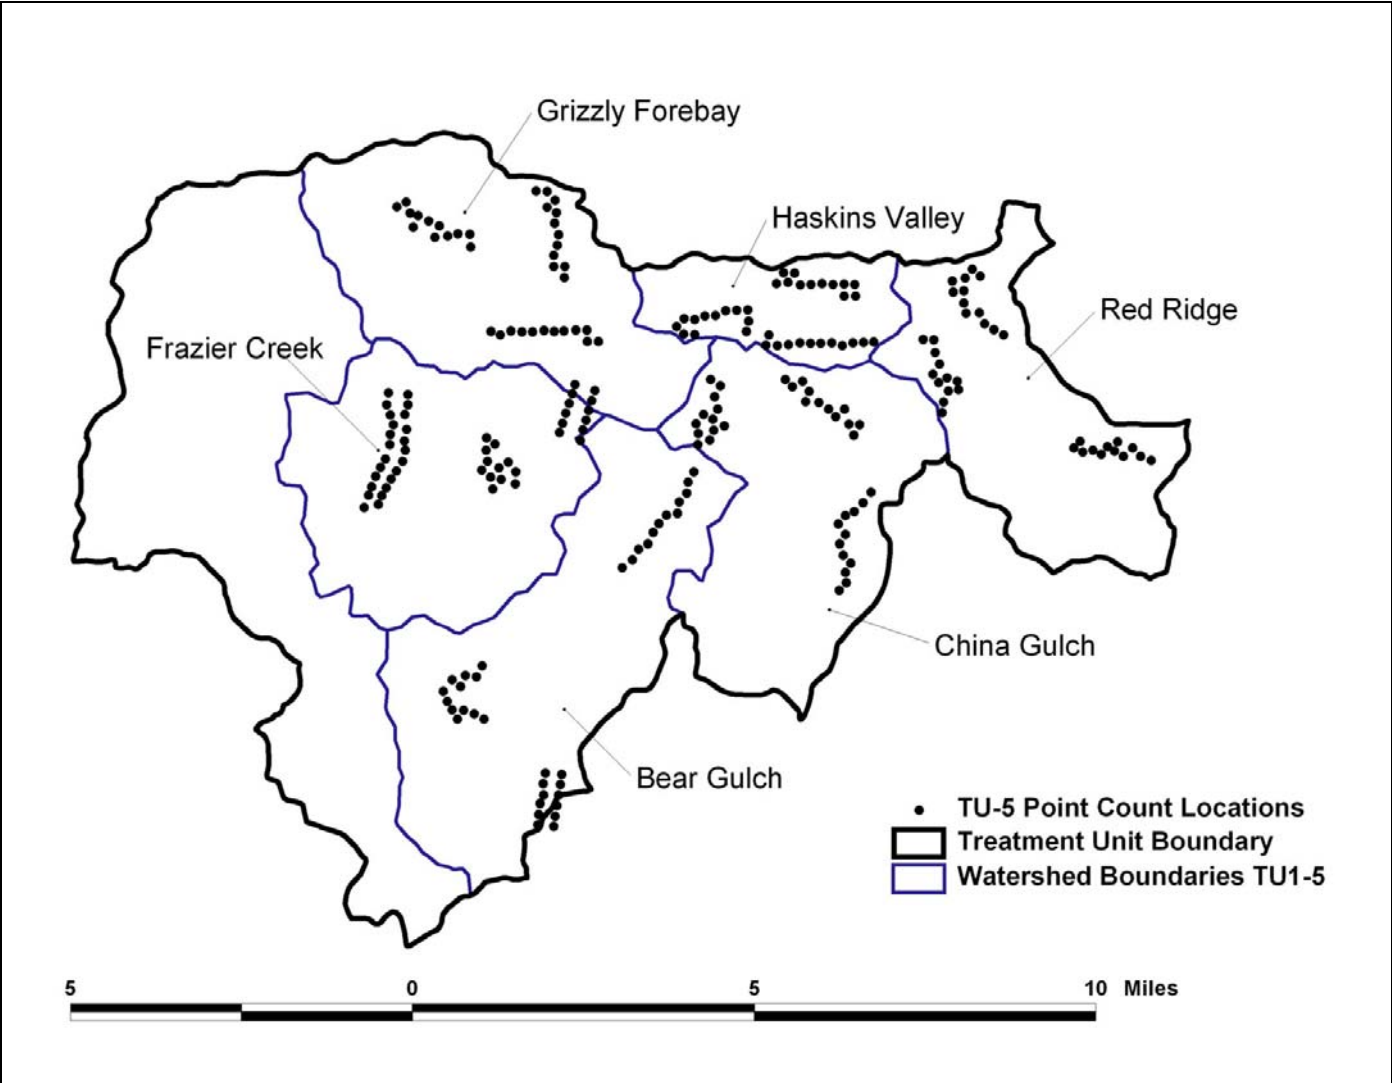 Grizzly Forebay
Haskins Valley
Red Ridge
Frazier Creek
China Gulch
Bear Gulch
TU-5 Point Count Locations
Treatment Unit Boundary
Watershed Boundaries TU1-5
5 0 5 10 Miles